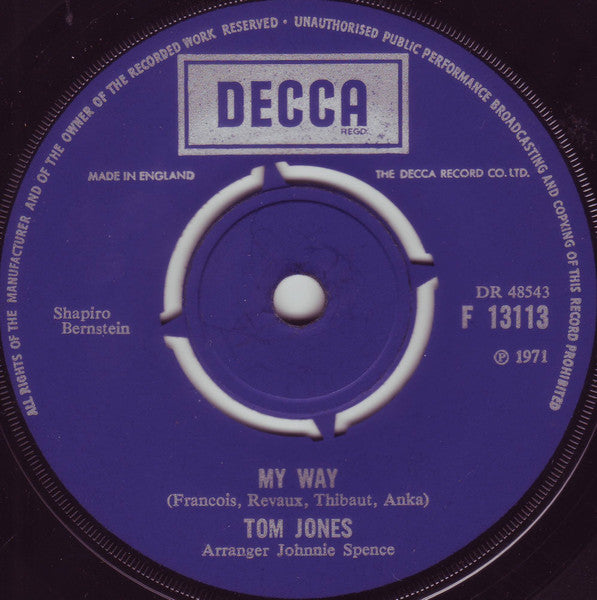 ALL RIGHTS OF THE MANUFACTURER AND OF THE OWNER OF THE RECORDED WORK RESERVED • UNAUTHORISED PUBLIC PERFORMANCE BROADCASTING AND COPYING OF THIS RECORD PROHIBITED
DECCA
REGD.
MADE IN ENGLAND
THE DECCA RECORD CO. LTD.
Shapiro
Bernstein
DR 48543
F 13113
Ⓟ 1971
MY WAY
(Francois, Revaux, Thibaut, Anka)
TOM JONES
Arranger Johnnie Spence